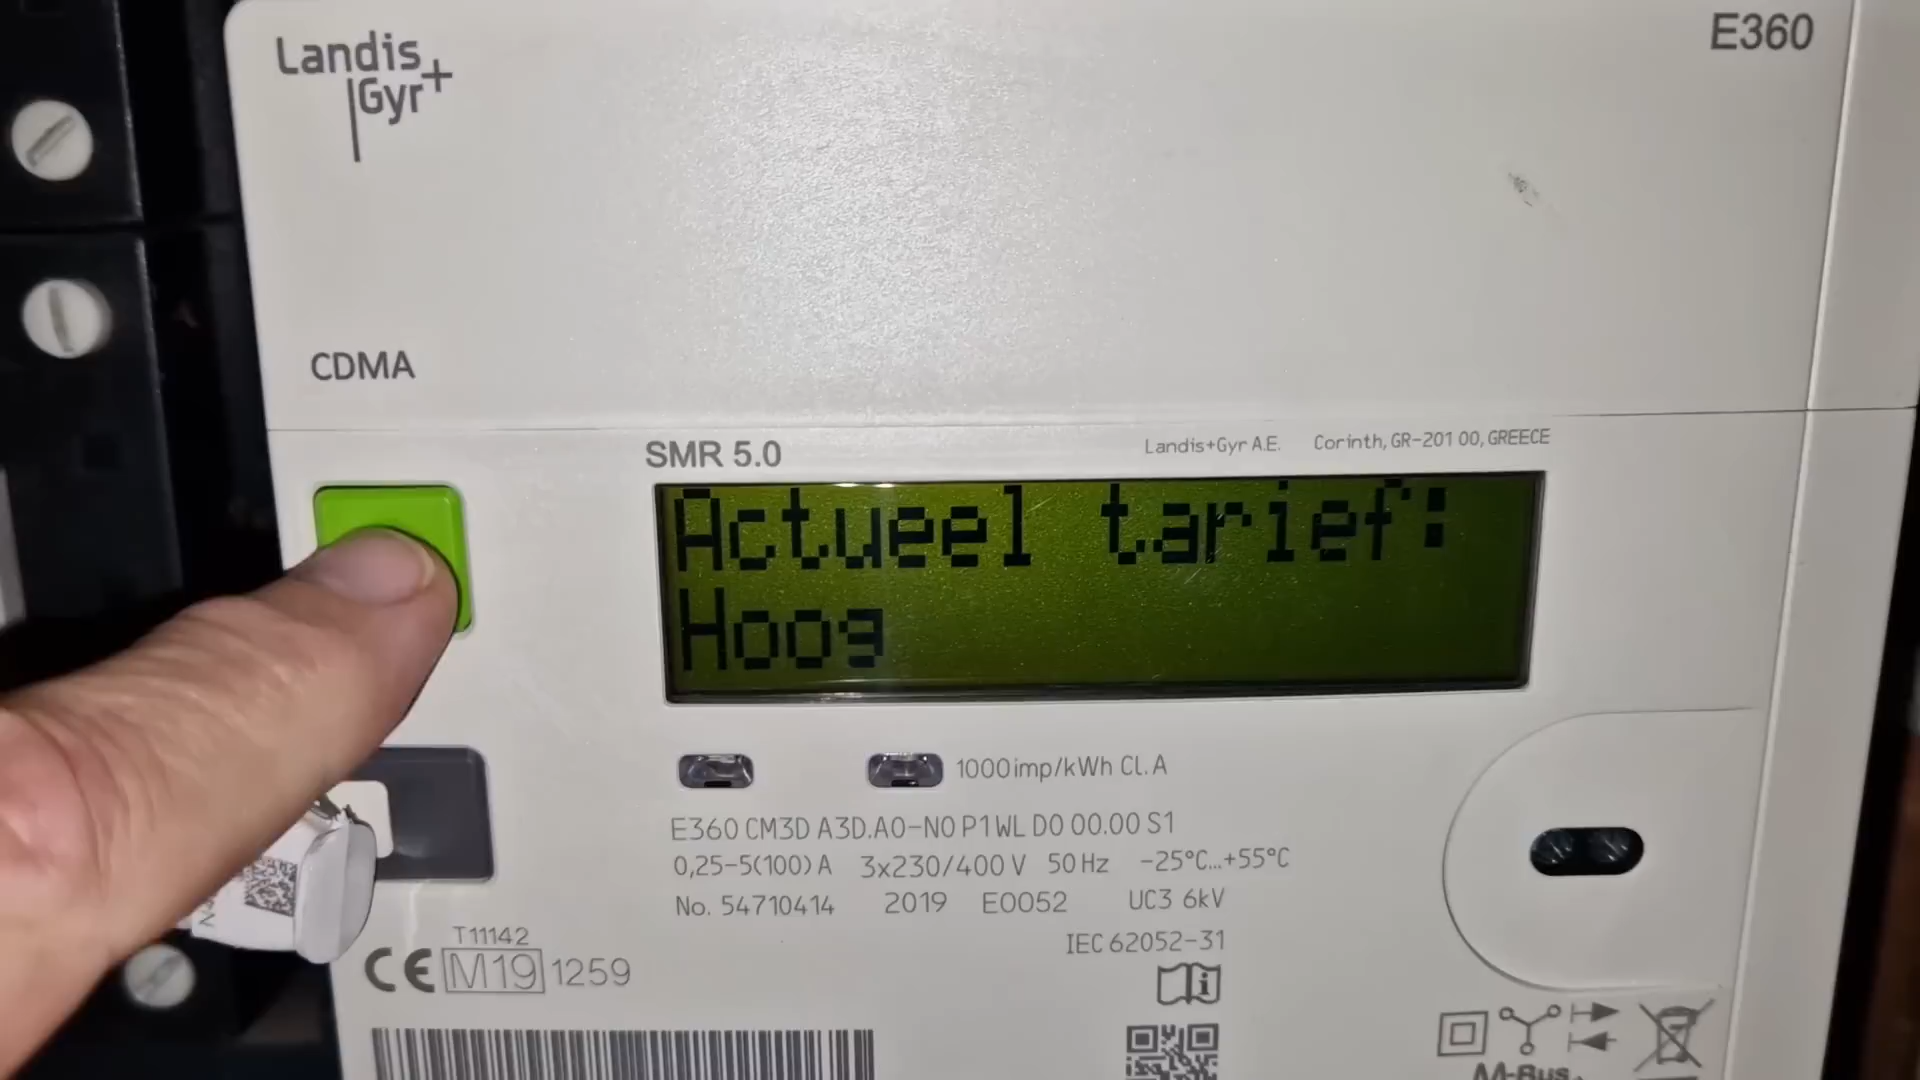 Landis
Gyr+
E360
CDMA
SMR 5.0
Landis+Gyr A.E. Corinth, GR-201 00, GREECE
Actueel tarief:
Hoog
1000imp/kWh Cl. A
E360 CM3D A3D.A0-N0 P1 WL D0 00.00 S1
0,25-5(100) A 3x230/400 V 50 Hz -25°C...+55°C
No. 54710414 2019 E0052 UC3 6kV
IEC 62052-31
T11142
CE M19 1259
M-Bus